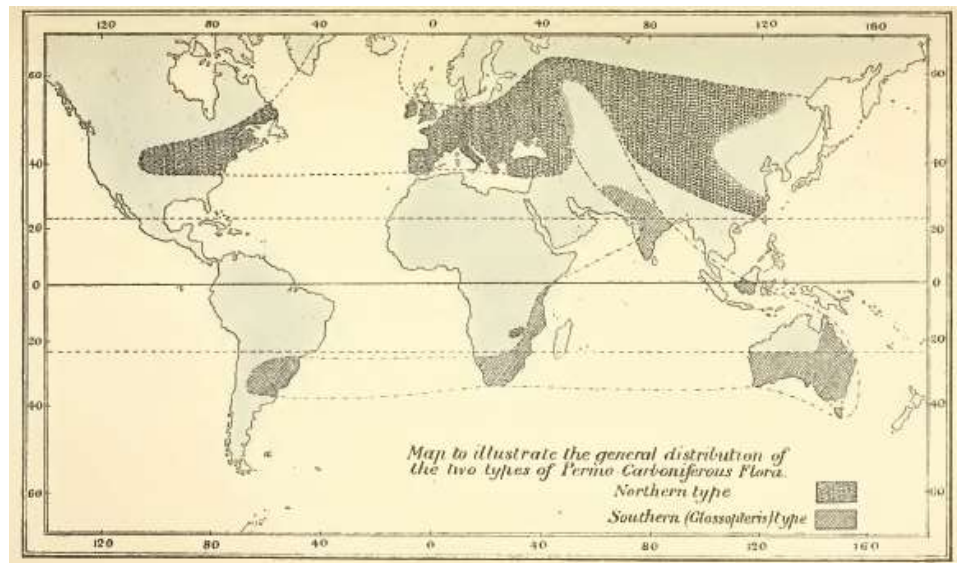 120 80 40 0 40 80 120 160
60 60
40 40
20 20
0 0
20 20
40 40
60 60
Map to illustrate the general distribution of
the two types of Permo Carboniferous Flora.
Northern type
Southern (Glossopteris) type
120 80 40 0 40 80 120 160